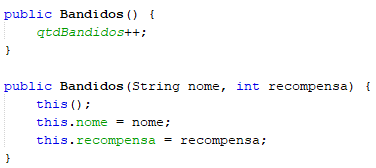 public Bandidos() {
qtdBandidos++;
}
public Bandidos(String nome, int recompensa) {
this();
this.nome = nome;
this.recompensa = recompensa;
}